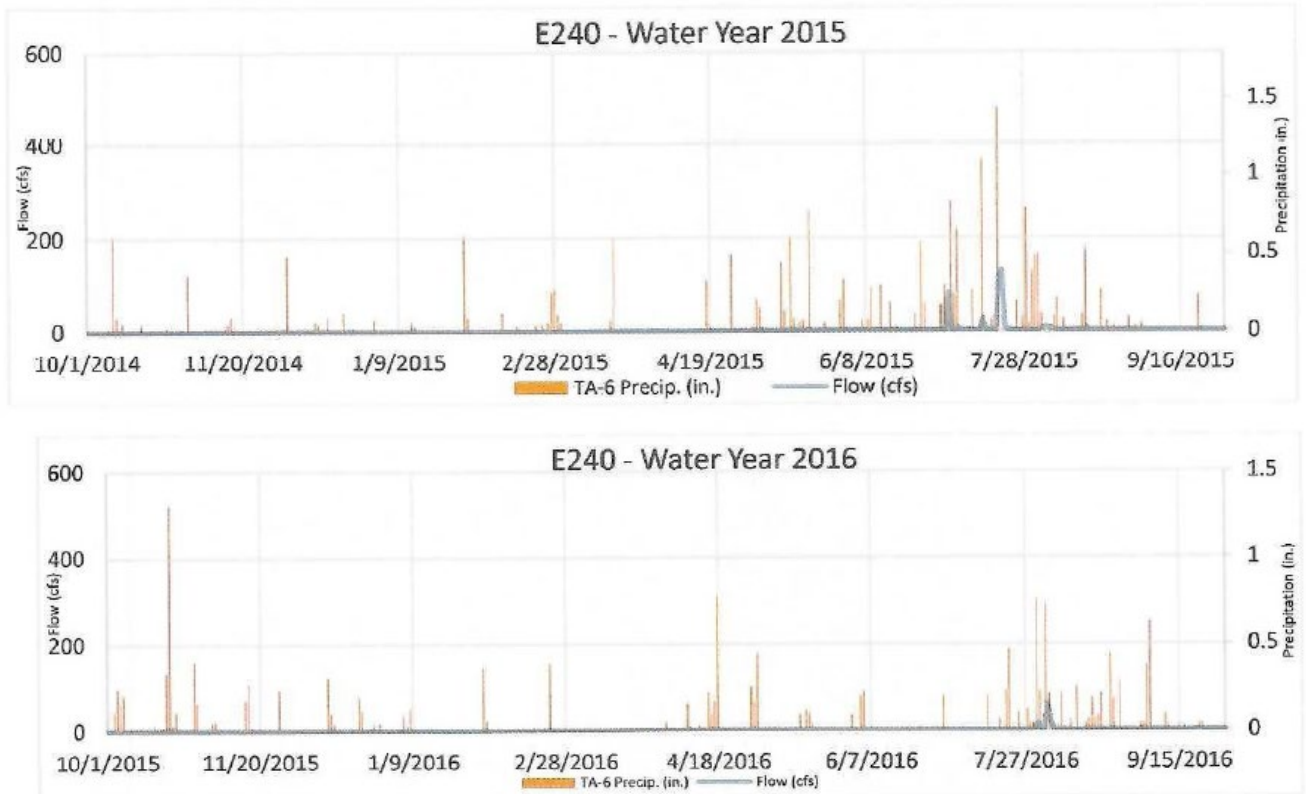 E240 - Water Year 2015
600
400
200
0
Flow (cfs)
1.5
1
0.5
0
Precipitation (in.)
10/1/2014 11/20/2014 1/9/2015 2/28/2015 4/19/2015 6/8/2015 7/28/2015 9/16/2015
TA-6 Precip. (in.) Flow (cfs)
E240 - Water Year 2016
600
400
200
0
Flow (cfs)
1.5
1
0.5
0
Precipitation (in.)
10/1/2015 11/20/2015 1/9/2016 2/28/2016 4/18/2016 6/7/2016 7/27/2016 9/15/2016
TA-6 Precip. (in.) Flow (cfs)